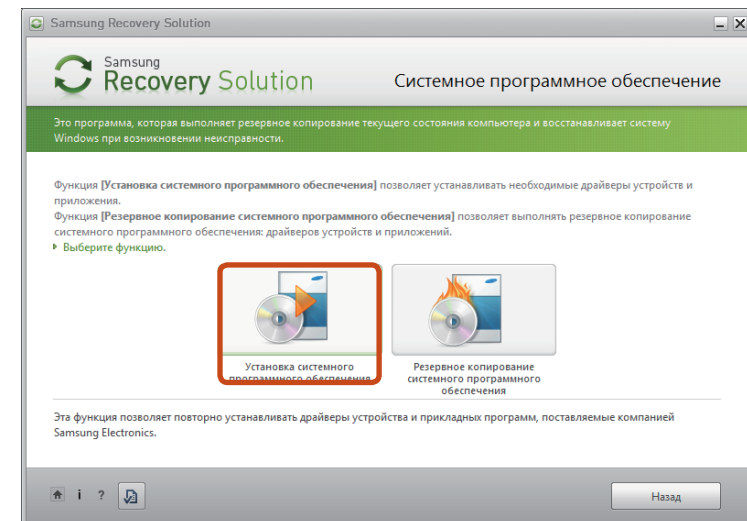 Samsung Recovery Solution
Samsung
Recovery Solution
Системное программное обеспечение
Это программа, которая выполняет резервное копирование текущего состояния компьютера и восстанавливает систему
Windows при возникновении неисправности.
Функция [Установка системного программного обеспечения] позволяет устанавливать необходимые драйверы устройств и
приложения.
Функция [Резервное копирование системного программного обеспечения] позволяет выполнять резервное копирование
системного программного обеспечения: драйверов устройств и приложений.
Выберите функцию.
Установка системного
программного обеспечения
Резервное копирование
системного программного
обеспечения
Эта функция позволяет повторно устанавливать драйверы устройства и прикладных программ, поставляемые компанией
Samsung Electronics.
i ?
Назад